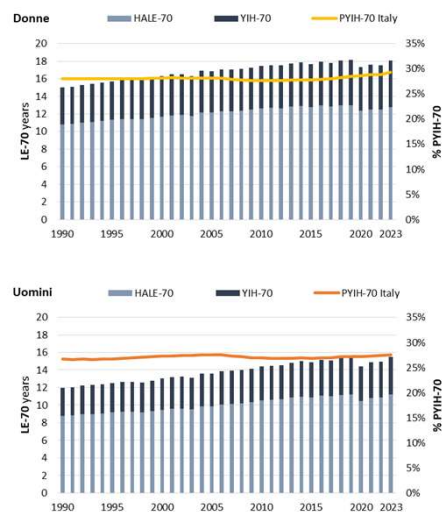 Donne
HALE-70 YIH-70 PYIH-70 Italy
LE-70 years
% PYIH-70
20 35%
18 30%
16 25%
14 20%
12 15%
10 10%
8 5%
6 0%
4
2
0
1990 1995 2000 2005 2010 2015 2020 2023
Uomini
HALE-70 YIH-70 PYIH-70 Italy
LE-70 years
% PYIH-70
20 35%
18 30%
16 25%
14 20%
12 15%
10 10%
8 5%
6 0%
4
2
0
1990 1995 2000 2005 2010 2015 2020 2023